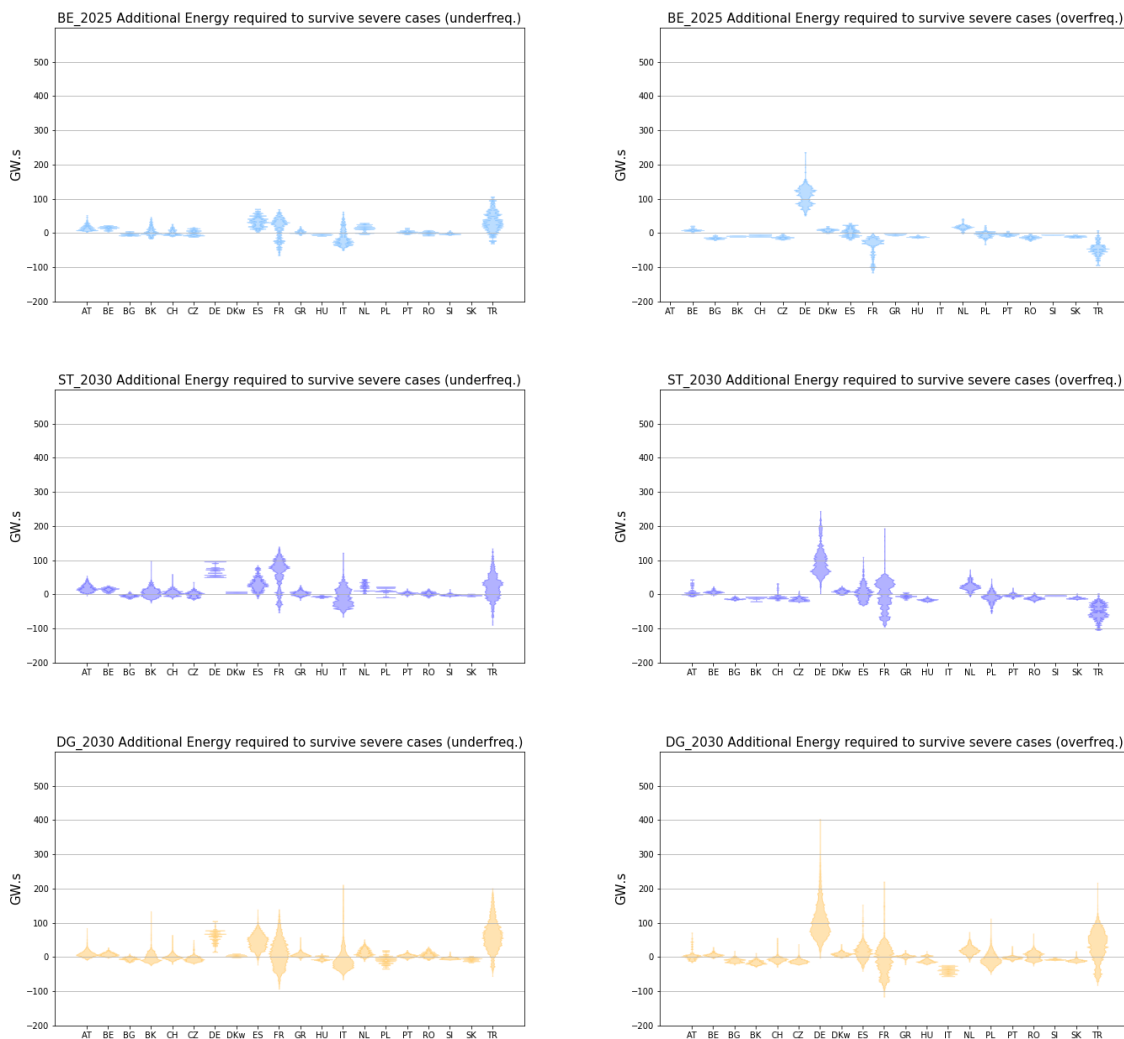 BE_2025 Additional Energy required to survive severe cases (underfreq.)
GW.s
500
400
300
200
100
0
−100
−200
AT BE BG BK CH CZ DE DKw ES FR GR HU IT NL PL PT RO SI SK TR
BE_2025 Additional Energy required to survive severe cases (overfreq.)
GW.s
500
400
300
200
100
0
−100
−200
AT BE BG BK CH CZ DE DKw ES FR GR HU IT NL PL PT RO SI SK TR
ST_2030 Additional Energy required to survive severe cases (underfreq.)
GW.s
500
400
300
200
100
0
−100
−200
AT BE BG BK CH CZ DE DKw ES FR GR HU IT NL PL PT RO SI SK TR
ST_2030 Additional Energy required to survive severe cases (overfreq.)
GW.s
500
400
300
200
100
0
−100
−200
AT BE BG BK CH CZ DE DKw ES FR GR HU IT NL PL PT RO SI SK TR
DG_2030 Additional Energy required to survive severe cases (underfreq.)
GW.s
500
400
300
200
100
0
−100
−200
AT BE BG BK CH CZ DE DKw ES FR GR HU IT NL PL PT RO SI SK TR
DG_2030 Additional Energy required to survive severe cases (overfreq.)
GW.s
500
400
300
200
100
0
−100
−200
AT BE BG BK CH CZ DE DKw ES FR GR HU IT NL PL PT RO SI SK TR